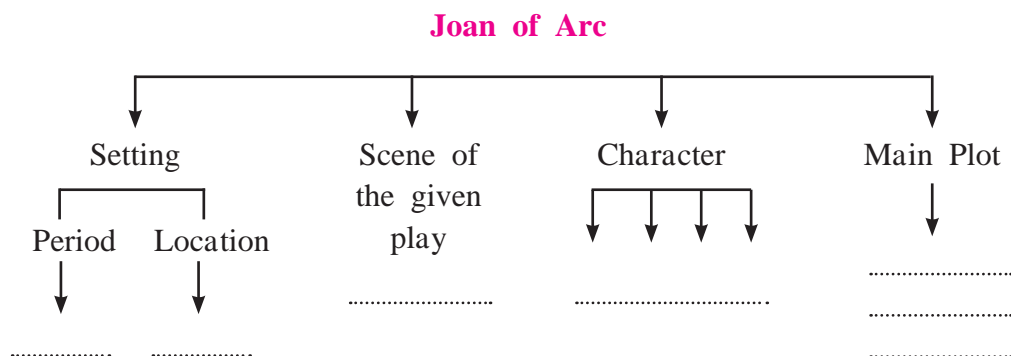 Joan of Arc
Setting
Scene of
the given
play
Character
Main Plot
Period
Location